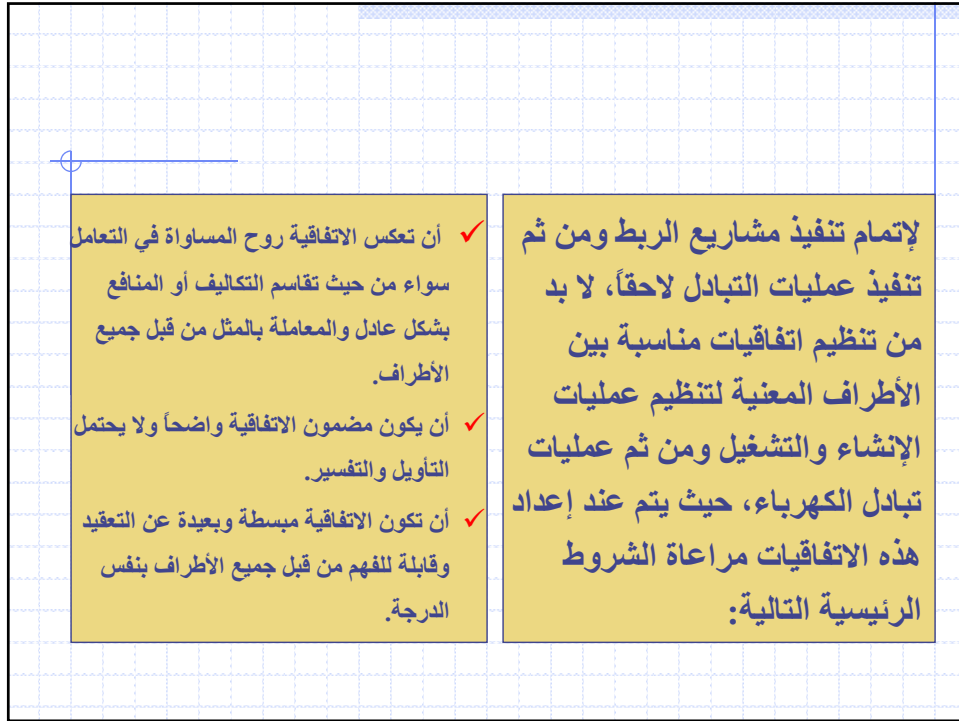 لإتمام تنفيذ مشاريع الربط ومن ثم
تنفيذ عمليات التبادل لاحقاً، لا بد
من تنظيم اتفاقيات مناسبة بين
الأطراف المعنية لتنظيم عمليات
الإنشاء والتشغيل ومن ثم عمليات
تبادل الكهرباء، حيث يتم عند إعداد
هذه الاتفاقيات مراعاة الشروط
الرئيسية التالية:
✓ أن تعكس الاتفاقية روح المساواة في التعامل
سواء من حيث تقاسم التكاليف أو المنافع
بشكل عادل والمعاملة بالمثل من قبل جميع
الأطراف.
✓ أن يكون مضمون الاتفاقية واضحاً ولا يحتمل
التأويل والتفسير.
✓ أن تكون الاتفاقية مبسطة وبعيدة عن التعقيد
وقابلة للفهم من قبل جميع الأطراف بنفس
الدرجة.